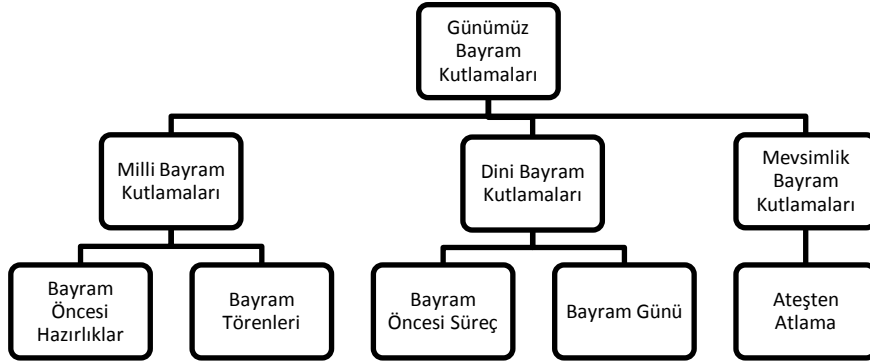 Günümüz
Bayram
Kutlamaları
Milli Bayram
Kutlamaları
Dini Bayram
Kutlamaları
Mevsimlik
Bayram
Kutlamaları
Bayram
Öncesi
Hazırlıklar
Bayram
Törenleri
Bayram
Öncesi Süreç
Bayram Günü
Ateşten
Atlama